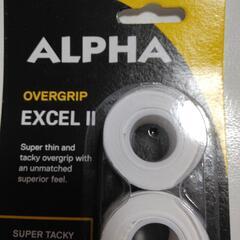 ALPHA
OVERGRIP
EXCEL II
Super thin and
tacky overgrip with
an unmatched
superior feel.
SUPER TACKY